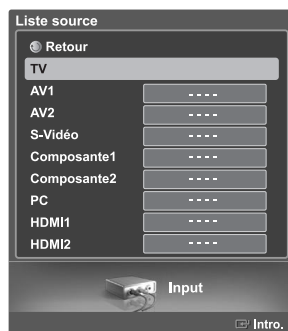 Liste source
Retour
TV
AV1 - - - -
AV2 - - - -
S-Vidéo - - - -
Composante1 - - - -
Composante2 - - - -
PC - - - -
HDMI1 - - - -
HDMI2 - - - -
Input
Intro.